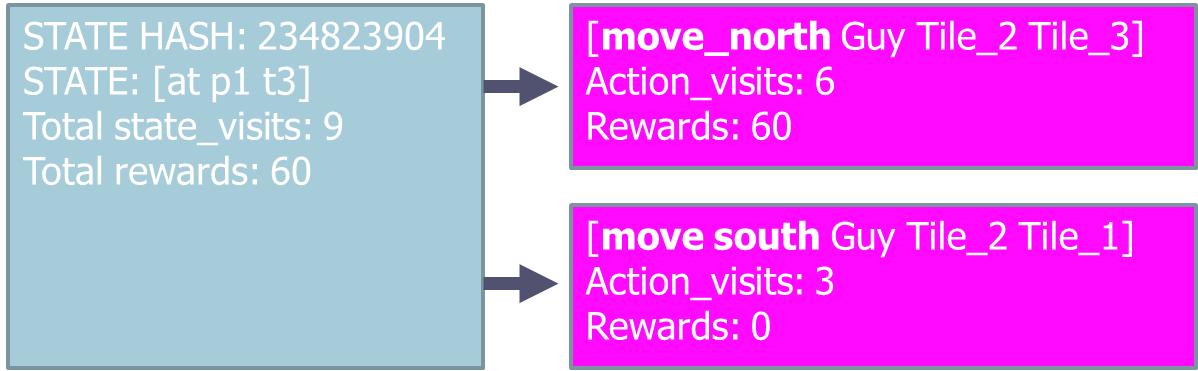 STATE HASH: 234823904
STATE: [at p1 t3]
Total state_visits: 9
Total rewards: 60
[move_north Guy Tile_2 Tile_3]
Action_visits: 6
Rewards: 60
[move south Guy Tile_2 Tile_1]
Action_visits: 3
Rewards: 0